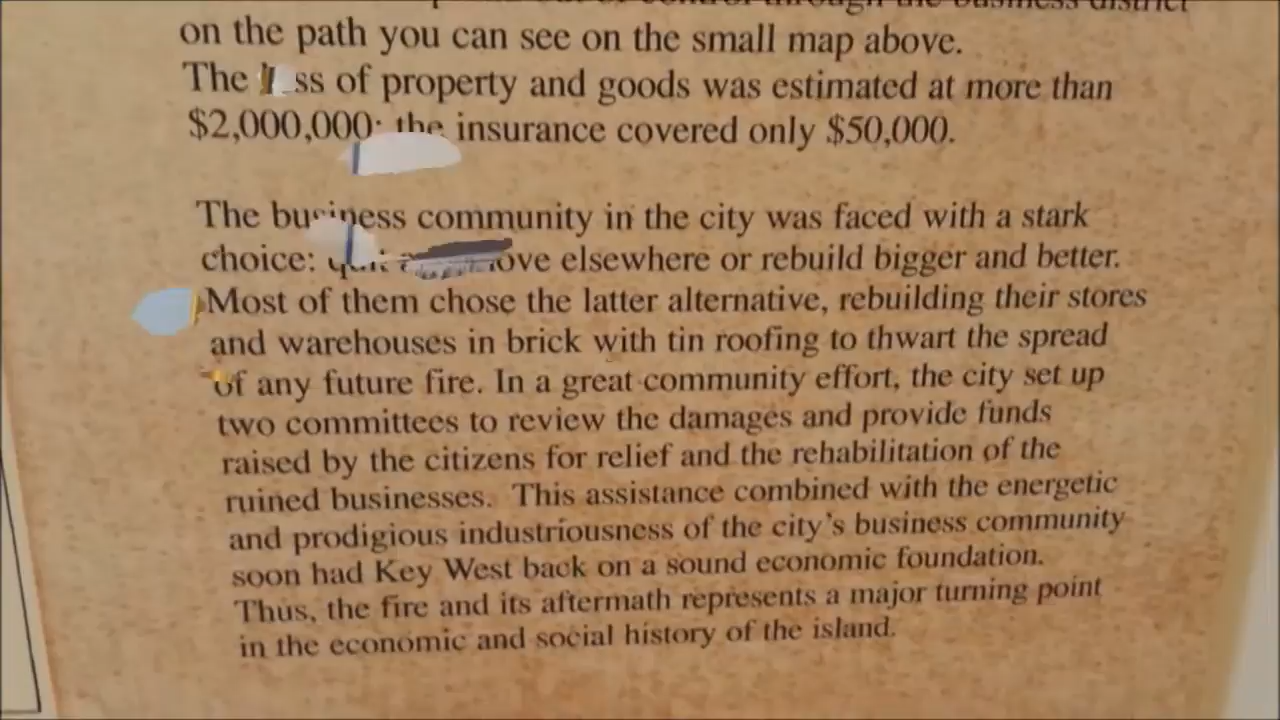 through the business district
on the path you can see on the small map above.
The of property and goods was estimated at more than
$2,000,000; the insurance covered only $50,000.
The business community in the city was faced with a stark
choice: elsewhere or rebuild bigger and better.
Most of them chose the latter alternative, rebuilding their stores
and warehouses in brick with tin roofing to thwart the spread
of any future fire. In a great community effort, the city set up
two committees to review the damages and provide funds
raised by the citizens for relief and the rehabilitation of the
ruined businesses. This assistance combined with the energetic
and prodigious industriousness of the city's business community
soon had Key West back on a sound economic foundation.
Thus, the fire and its aftermath represents a major turning point
in the economic and social history of the island.